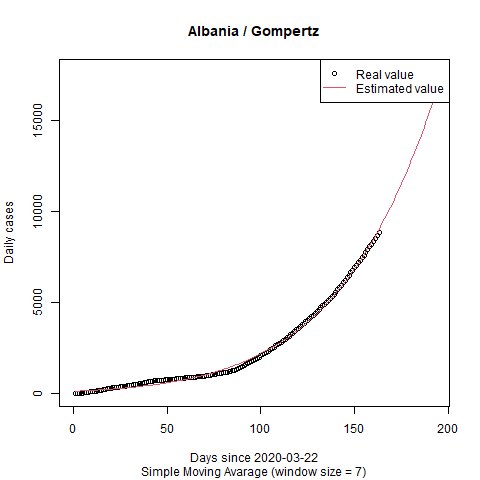 Albania / Gompertz
Real value
Estimated value
Daily cases
0
5000
10000
15000
0
50
100
150
200
Days since 2020-03-22
Simple Moving Avarage (window size = 7)